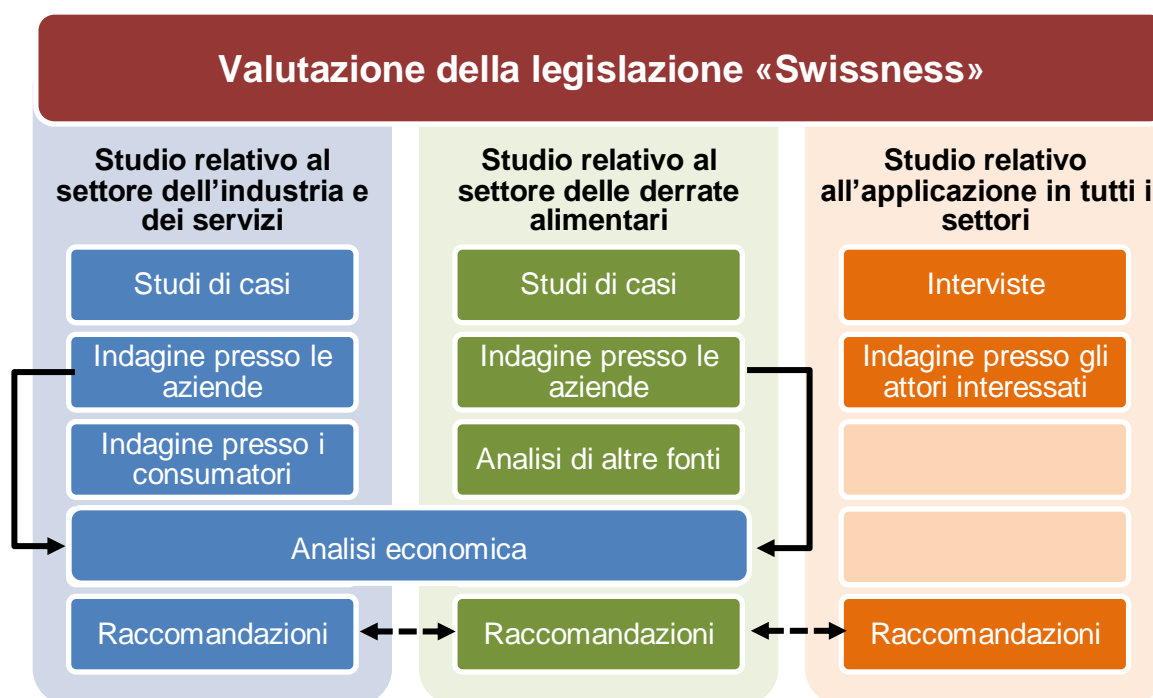 Valutazione della legislazione «Swissness»
Studio relativo al
settore dell'industria e
dei servizi
Studi di casi
Indagine presso le
aziende
Indagine presso i
consumatori
Studio relativo al
settore delle derrate
alimentari
Studi di casi
Indagine presso le
aziende
Analisi di altre fonti
Studio relativo
all'applicazione in tutti i
settori
Interviste
Indagine presso gli
attori interessati
Analisi economica
Raccomandazioni
Raccomandazioni
Raccomandazioni